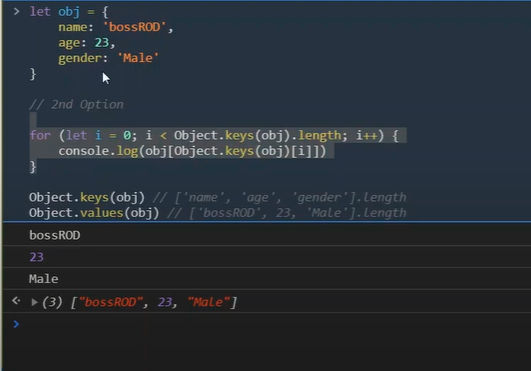 > let obj = {
name: 'bossROD',
age: 23,
gender: 'Male'
}
// 2nd Option
for (let i = 0; i < Object.keys(obj).length; i++) {
console.log(obj[Object.keys(obj)[i]])
}
Object.keys(obj) // ['name', 'age', 'gender'].length
Object.values(obj) // ['bossROD', 23, 'Male'].length
bossROD
23
Male
(3) ["bossROD", 23, "Male"]
>